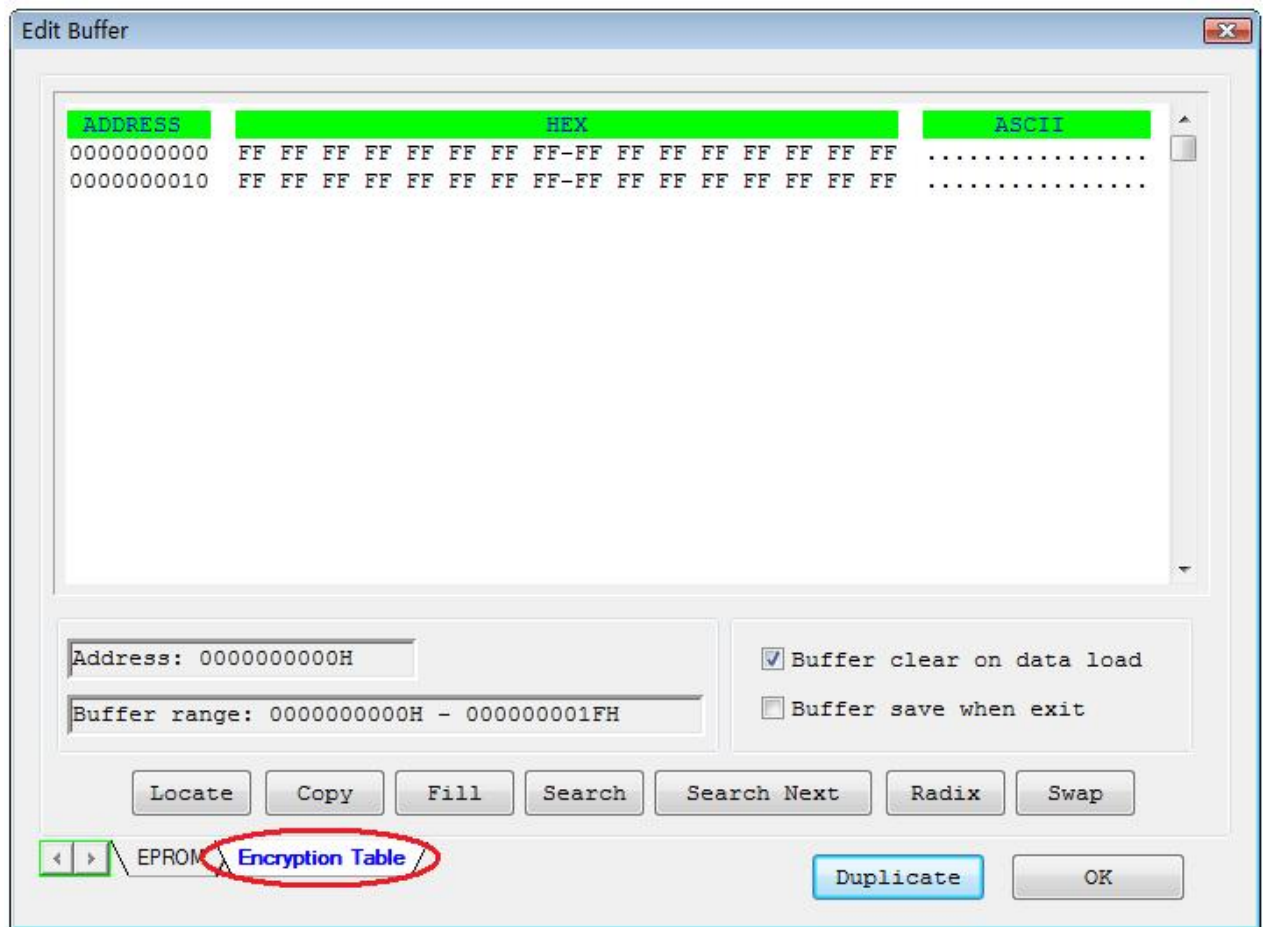 Edit Buffer
ADDRESS HEX ASCII
0000000000 FF FF FF FF FF FF FF FF-FF FF FF FF FF FF FF FF ................
0000000010 FF FF FF FF FF FF FF FF-FF FF FF FF FF FF FF FF ................
Address: 0000000000H
Buffer clear on data load
Buffer range: 0000000000H - 000000001FH
Buffer save when exit
Locate Copy Fill Search Search Next Radix Swap
EPROM Encryption Table
Duplicate OK